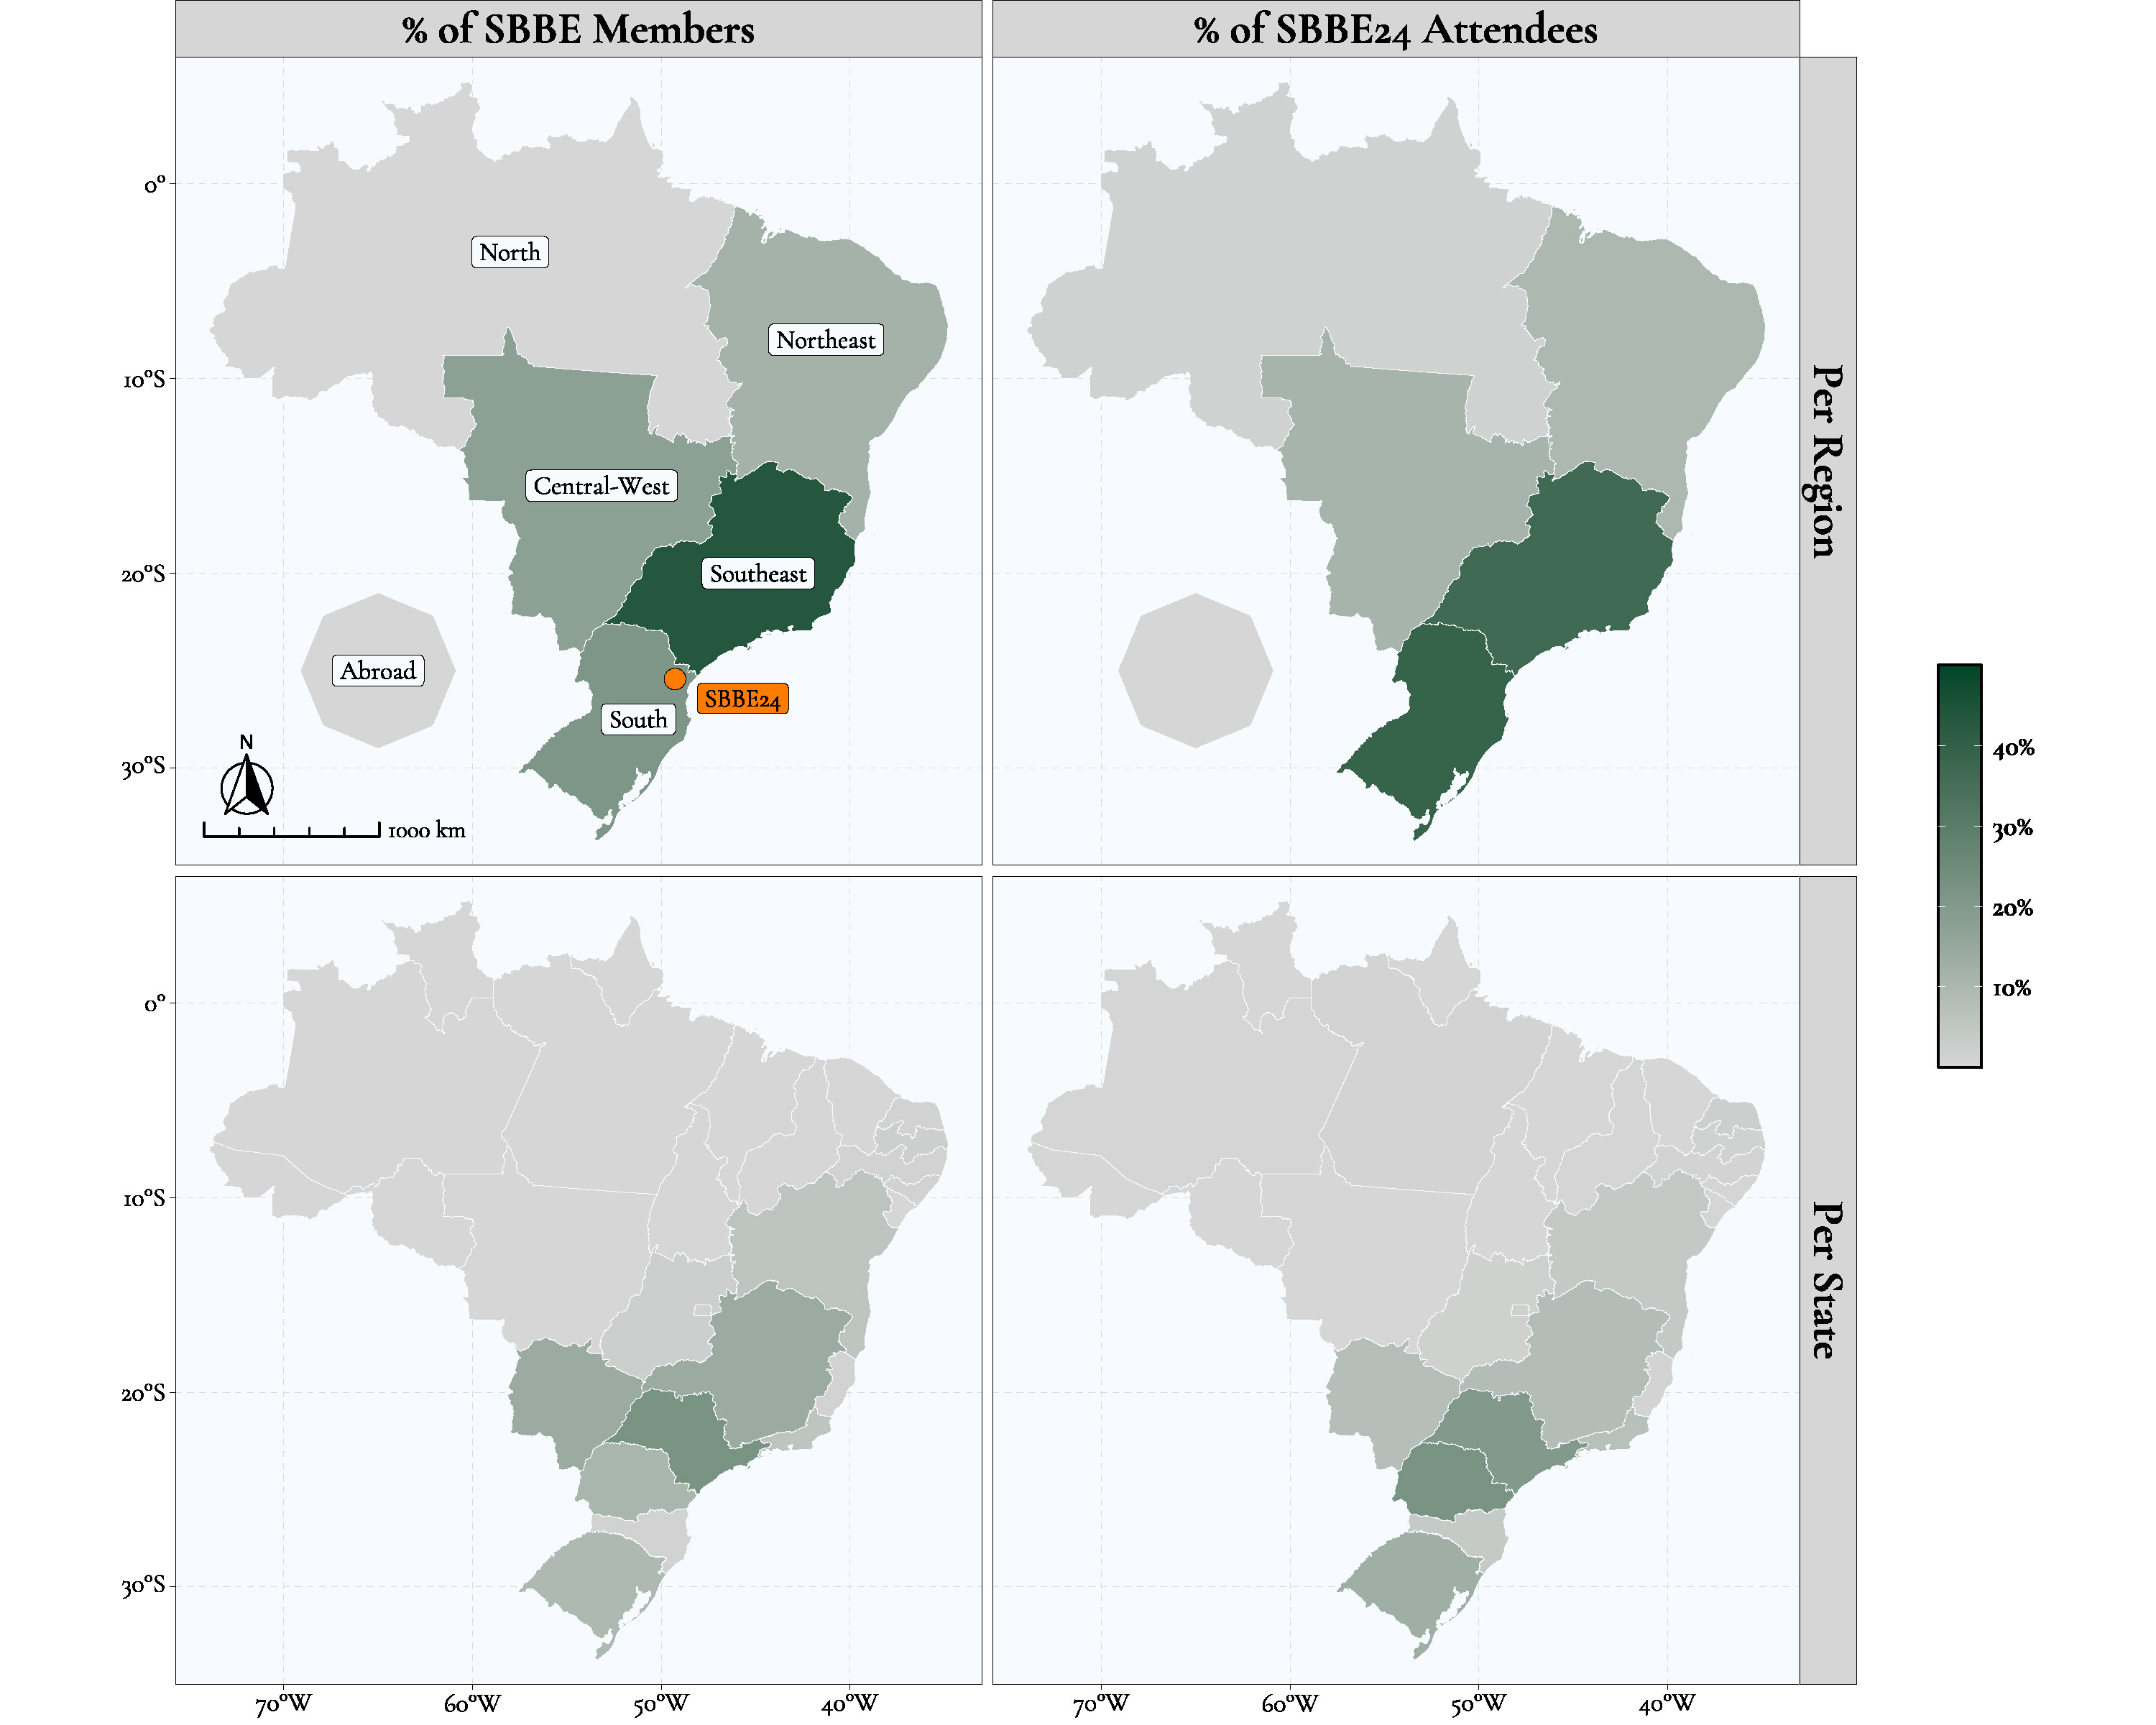 % of SBBE Members
% of SBBE24 Attendees
0°
10°S
20°S
30°S
North
Northeast
Central-West
Southeast
Abroad
SBBE24
South
N
1000 km
Per Region
40%
30%
20%
10%
0°
10°S
20°S
30°S
Per State
70°W
60°W
50°W
40°W
70°W
60°W
50°W
40°W